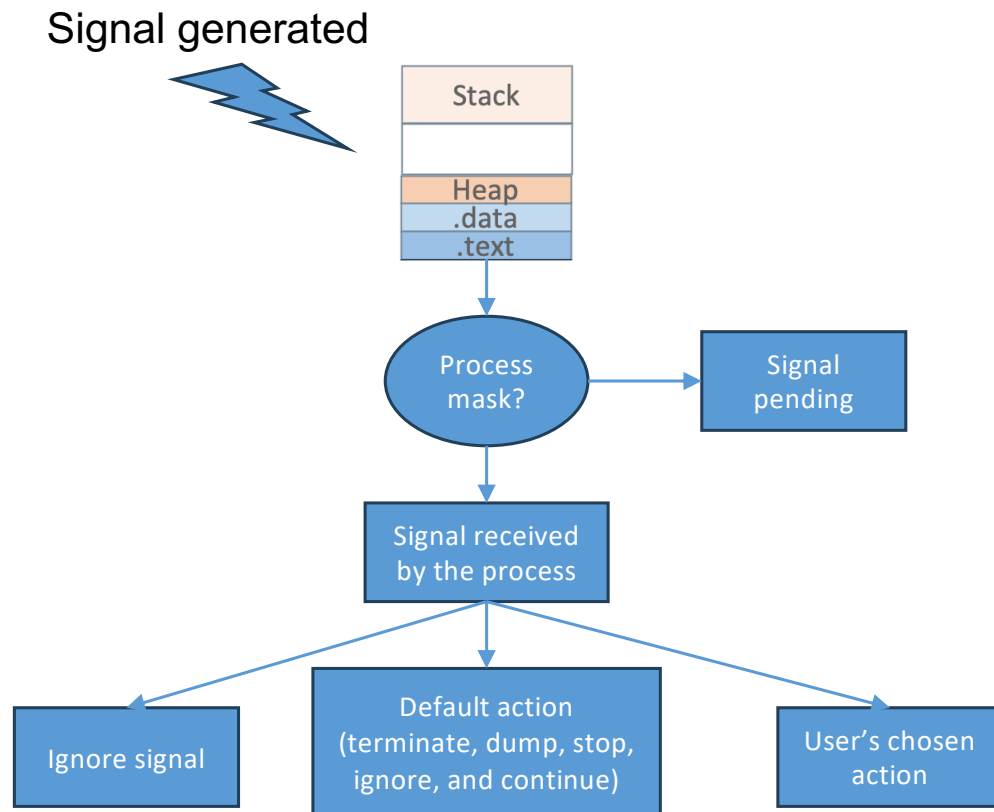 Signal generated
Stack
Heap
.data
.text
Process
mask?
Signal
pending
Signal received
by the process
Ignore signal
Default action
(terminate, dump, stop,
ignore, and continue)
User's chosen
action